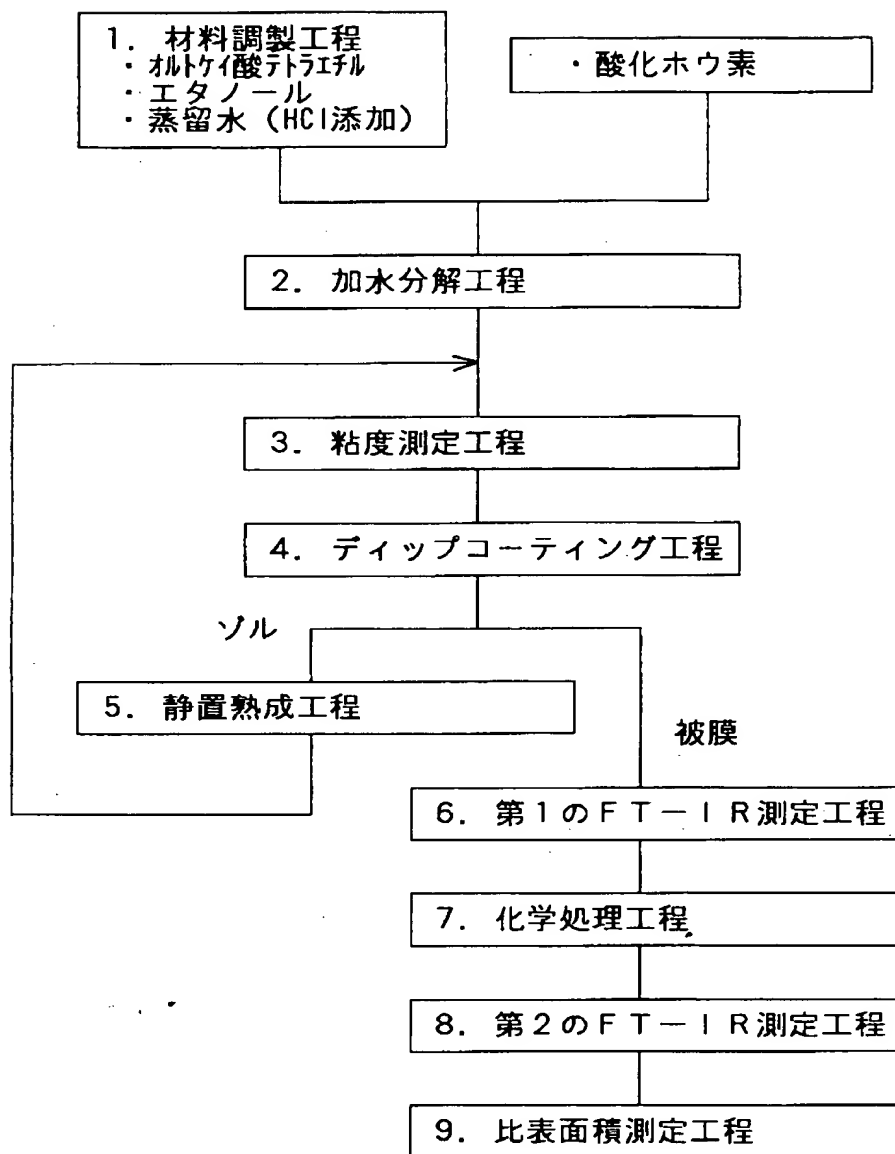 1. 材料調製工程
・オルトケイ酸テトラエチル
・エタノール
・蒸留水（HCl添加）
・酸化ホウ素
2. 加水分解工程
3. 粘度測定工程
4. ディップコーティング工程
ゾル
5. 静置熟成工程
被膜
6. 第1のFT－IR測定工程
7. 化学処理工程
8. 第2のFT－IR測定工程
9. 比表面積測定工程